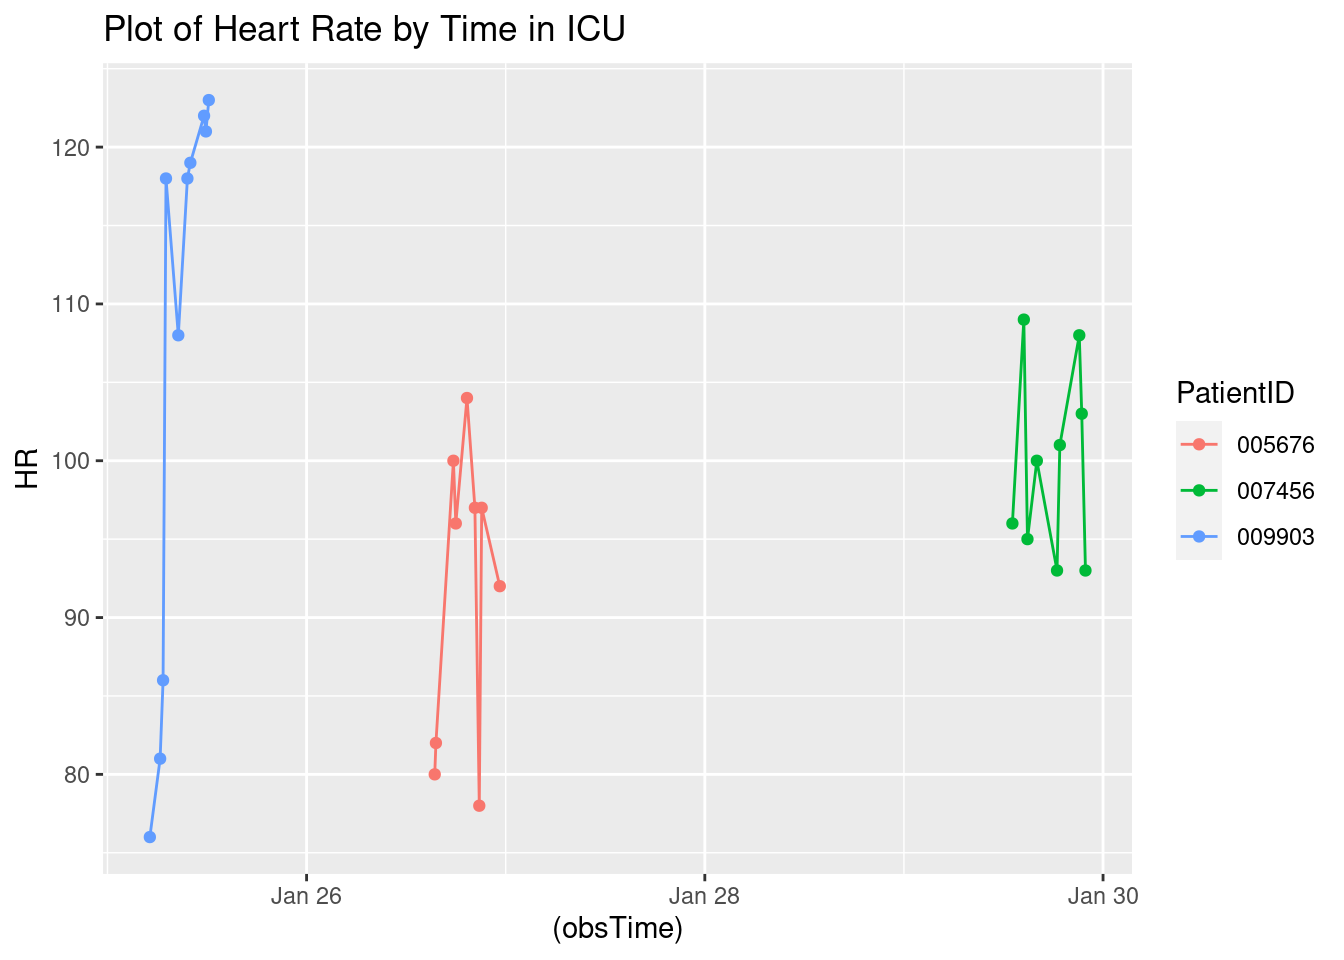 Plot of Heart Rate by Time in ICU
HR
120
110
100
90
80
Jan 26
Jan 28
Jan 30
(obsTime)
PatientID
005676
007456
009903